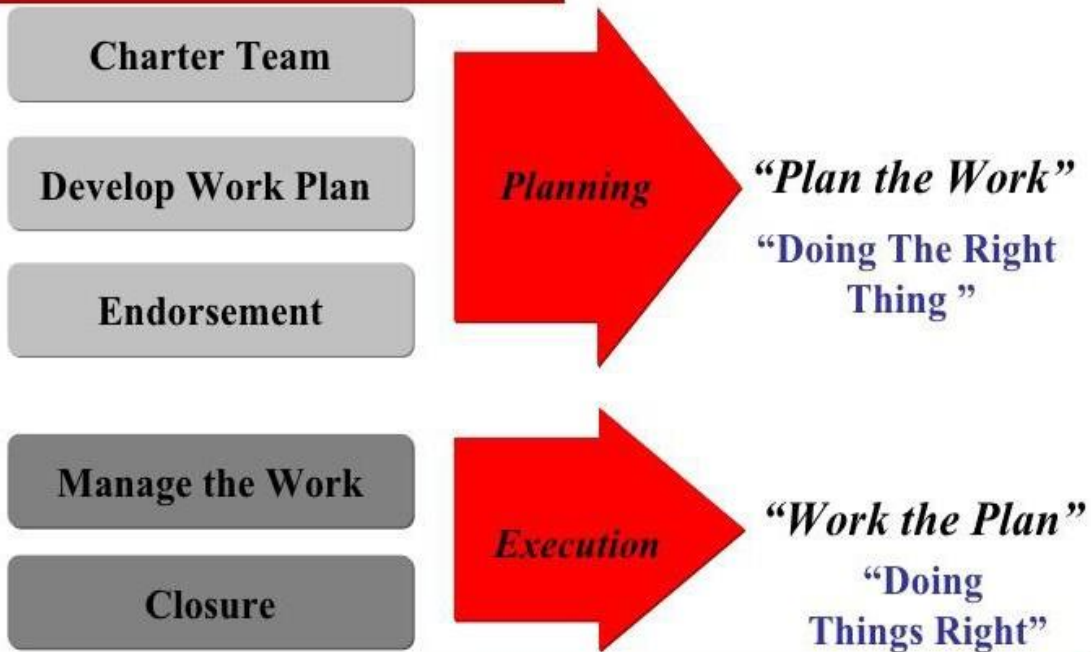 Charter Team
Develop Work Plan
Endorsement
Planning
“Plan the Work”
“Doing The Right
Thing ”
Manage the Work
Closure
Execution
“Work the Plan”
“Doing
Things Right”